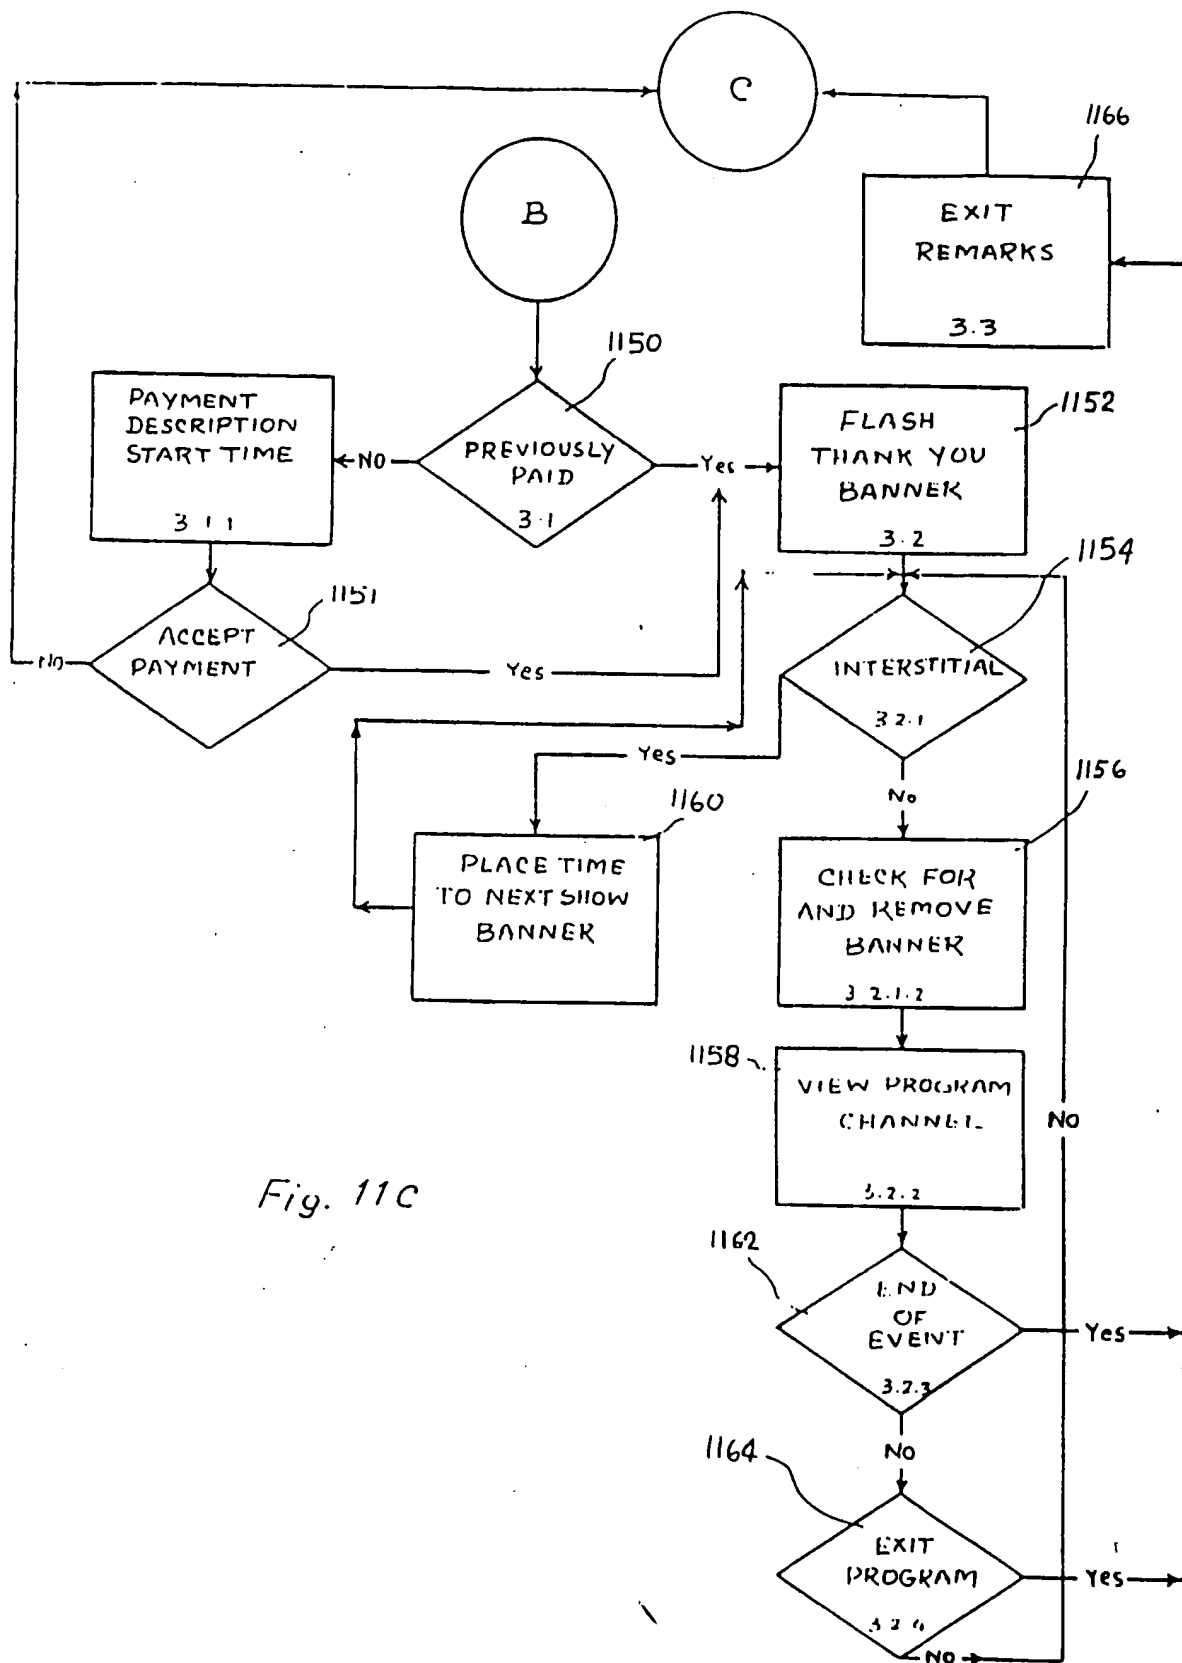 C
1166
EXIT
REMARKS
3.3
B
1150
PAYMENT
DESCRIPTION
START TIME
3 1 1
NO
PREVIOUSLY
PAID
3.1
Yes
1152
FLASH
THANK YOU
BANNER
3.2
1154
1151
ACCEPT
PAYMENT
No
Yes
INTERSTITIAL
3.2.1
Yes
No
1156
1160
PLACE TIME
TO NEXT SHOW
BANNER
CHECK FOR
AND REMOVE
BANNER
3 2.1.2
1158
VIEW PROGRAM
CHANNEL
3.2.2
NO
Fig. 11C
1162
END
OF
EVENT
3.2.3
Yes
No
1164
EXIT
PROGRAM
3.2.4
Yes
NO